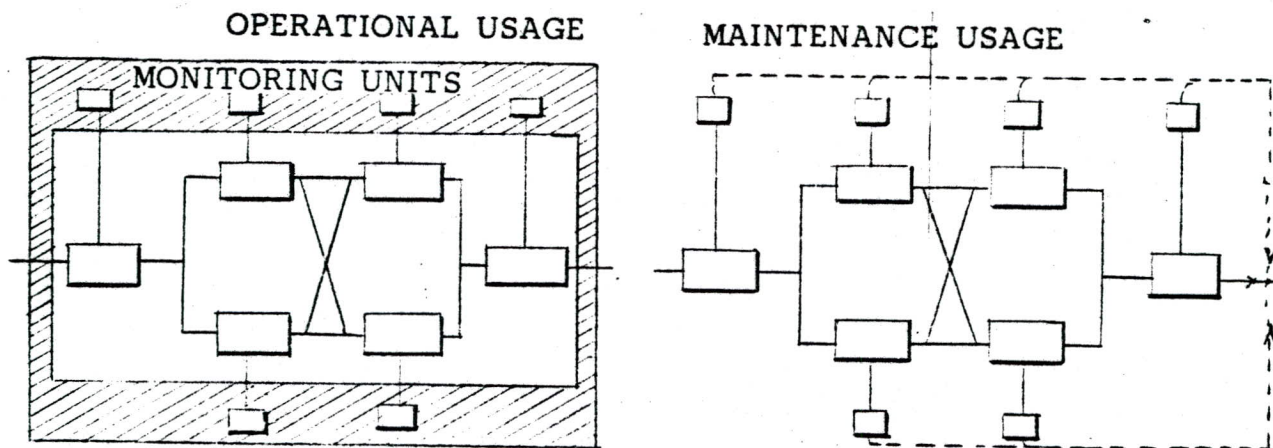 OPERATIONAL USAGE
MONITORING UNITS
MAINTENANCE USAGE